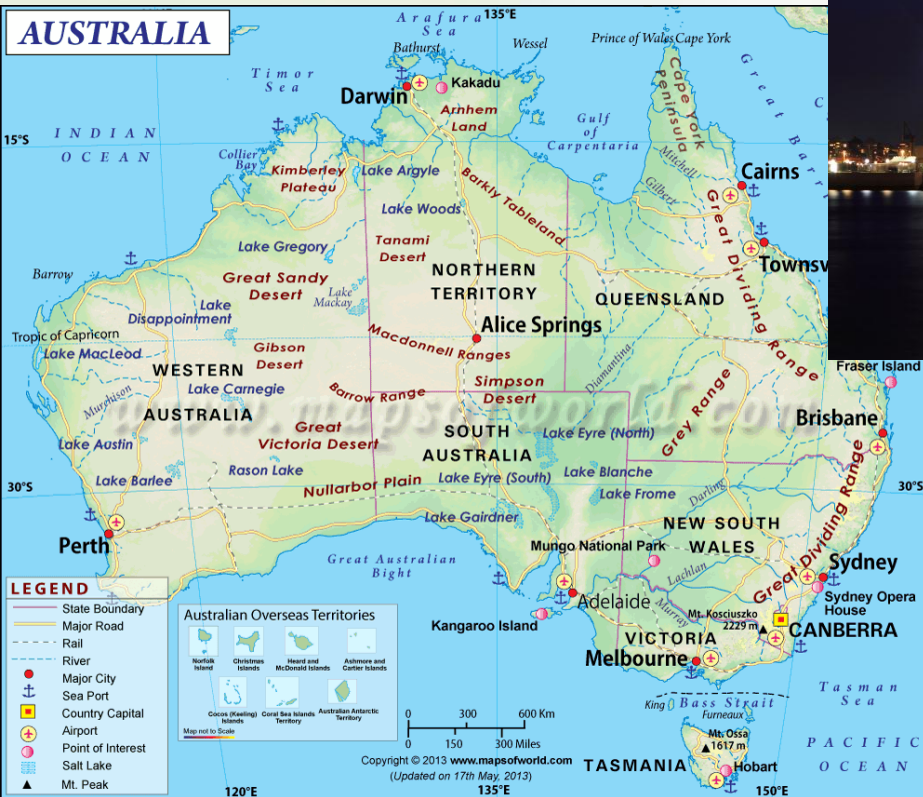 AUSTRALIA
Arafura
Sea
135°E
Bathurst
Wessel
Prince of Wales
Cape York
Timor
Sea
Darwin
Kakadu
Arnhem
Land
Gulf
of
Carpentaria
Cape York
Peninsula
Great Barr
C
INDIAN
OCEAN
15°S
Collier
Bay
Kimberley
Plateau
Lake Argyle
Mitchell
Gilbert
Cairns
Barkly Tableland
Lake Woods
Great Dividing Range
Lake Gregory
Tanami
Desert
Townsv
Barrow
Great Sandy
Desert
Lake
Mackay
NORTHERN
TERRITORY
QUEENSLAND
Lake
Disappointment
Alice Springs
Tropic of Capricorn
Lake MacLeod
Macdonnell Ranges
Gibson
Desert
Diamantina
Fraser Island
WESTERN
AUSTRALIA
Lake Carnegie
Barrow Range
Simpson
Desert
Grey Range
Murchison
www.mapsofworld.com
Brisbane
Great
Victoria Desert
SOUTH
AUSTRALIA
Lake Eyre (North)
Lake Austin
Rason Lake
Lake Barlee
Nullarbor Plain
Lake Eyre (South)
Lake Blanche
Lake Frome
Darling
Great Dividing Range
30°S
30°S
Lake Gairdner
NEW SOUTH
WALES
Perth
Great Australian
Bight
Mungo National Park
Lachlan
Sydney
Sydney Opera
House
Adelaide
Murray
Mt. Kosciuszko
2229 m
Kangaroo Island
CANBERRA
VICTORIA
Melbourne
Tasman
Sea
King
Bass Strait
Furneaux
Mt. Ossa
1617 m
TASMANIA
Hobart
PACIFIC
OCEAN
LEGEND
State Boundary
Major Road
Rail
River
Major City
Sea Port
Country Capital
Airport
Point of Interest
Salt Lake
Mt. Peak
Australian Overseas Territories
Norfolk
Island
Christmas
Islands
Heard and
McDonald Islands
Ashmore and
Cartier Islands
Cocos (Keeling)
Islands
Coral Sea Islands
Territory
Australian Antarctic
Territory
Map not to Scale
0 300 600 Km
0 150 300 Miles
Copyright © 2013 www.mapsofworld.com
(Updated on 17th May, 2013)
120°E
135°E
150°E